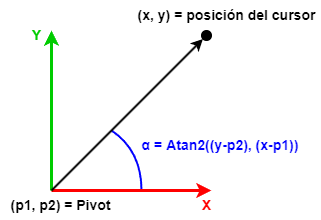 (x, y) = posición del cursor
Y
α = Atan2((y-p2), (x-p1))
(p1, p2) = Pivot
X